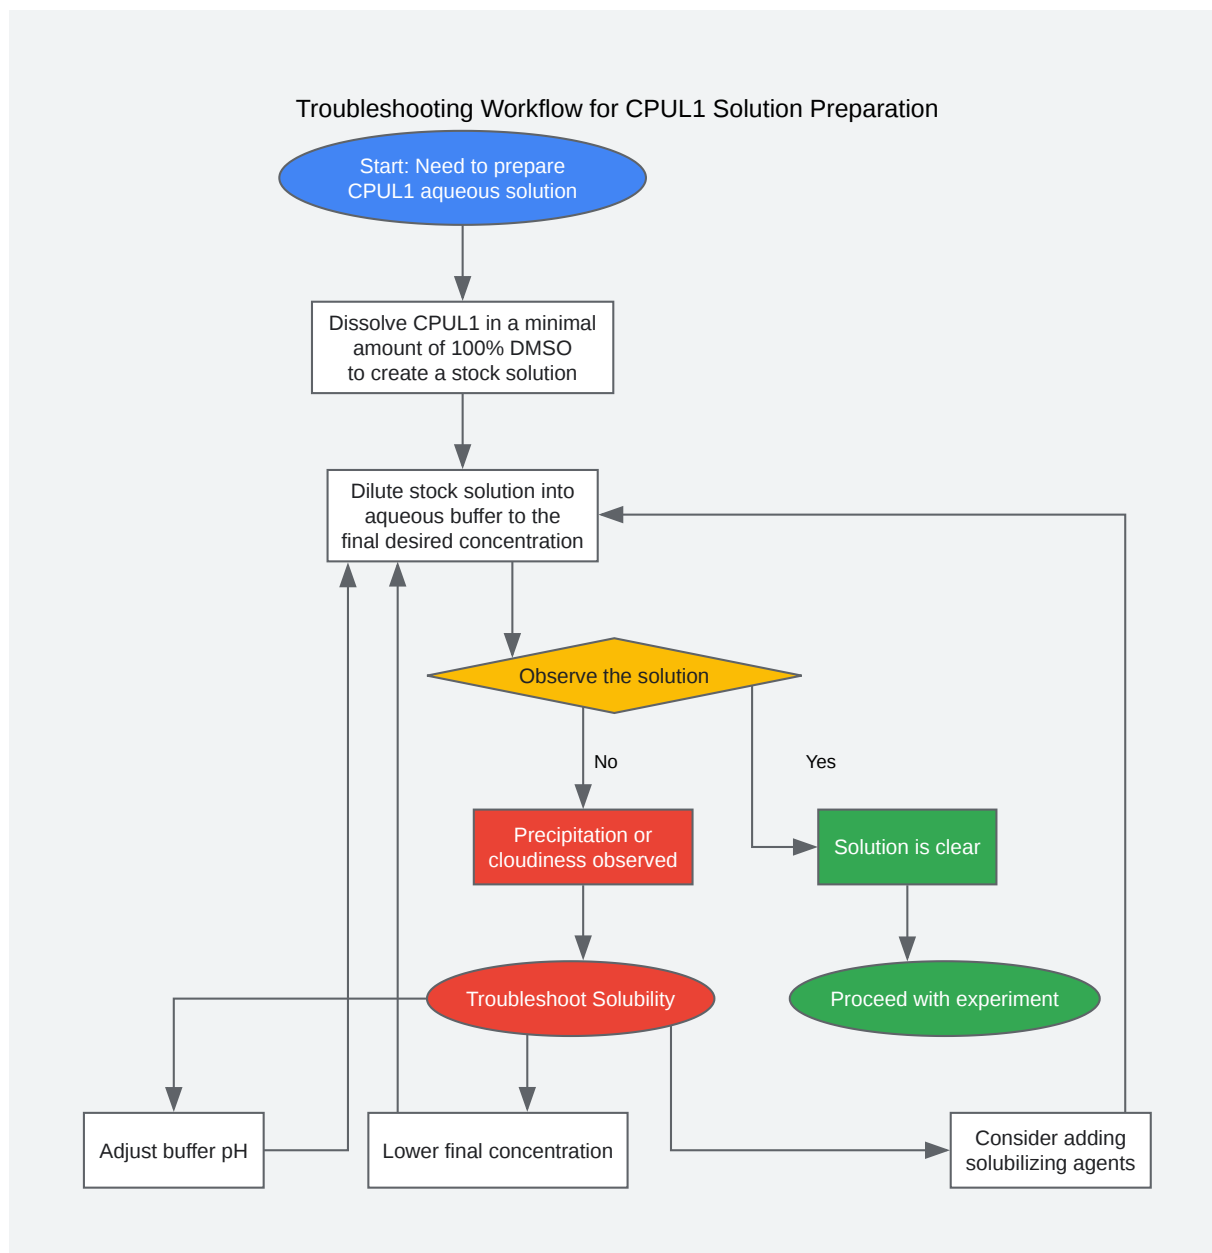 Troubleshooting Workflow for CPUL1 Solution Preparation
Start: Need to prepare
CPUL1 aqueous solution
Dissolve CPUL1 in a minimal
amount of 100% DMSO
to create a stock solution
Dilute stock solution into
aqueous buffer to the
final desired concentration
Observe the solution
No
Yes
Precipitation or
cloudiness observed
Solution is clear
Troubleshoot Solubility
Proceed with experiment
Adjust buffer pH
Lower final concentration
Consider adding
solubilizing agents